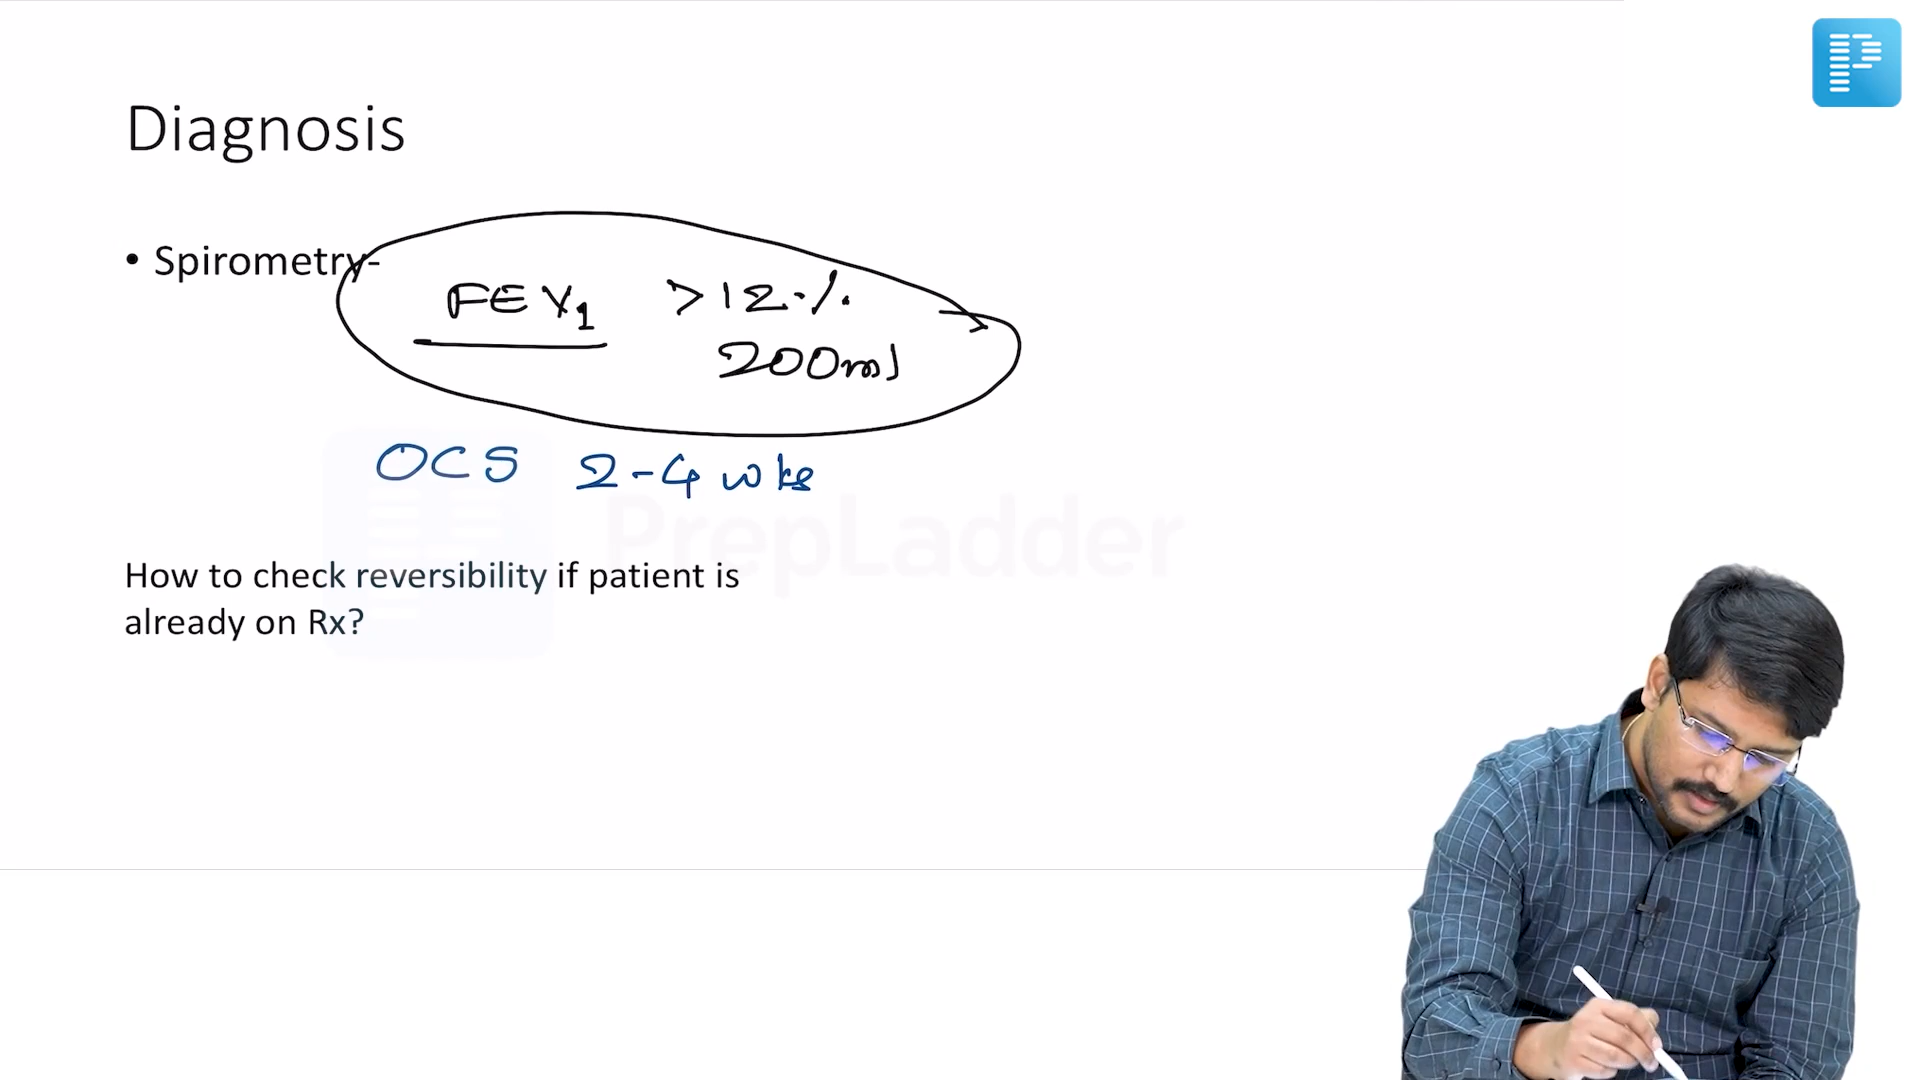 Diagnosis
• Spirometry-
FEV1 >12%
200ml
OCS 2-4 wks
PrepLadder
How to check reversibility if patient is
already on Rx?